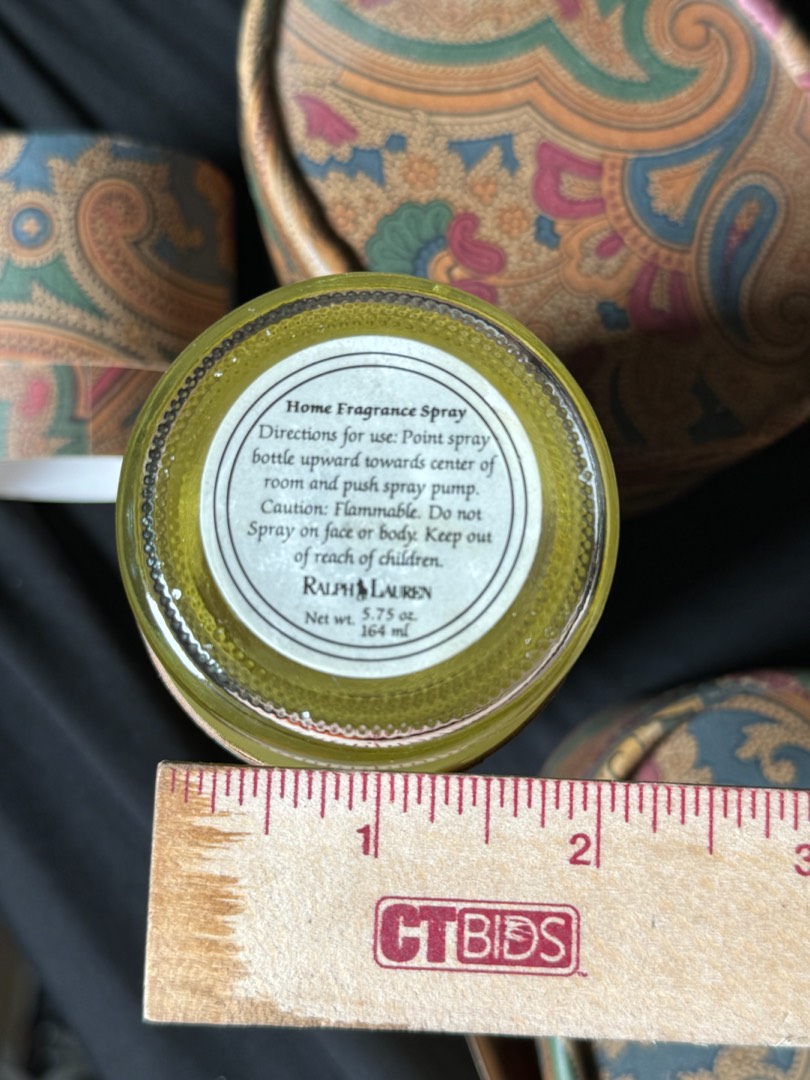 Home Fragrance Spray
Directions for use: Point spray
bottle upward towards center of
room and push spray pump.
Caution: Flammable. Do not
Spray on face or body. Keep out
of reach of children.
RALPH LAUREN
Net wt. 5.75 oz.
164 ml
1 2 3
CTBIDS